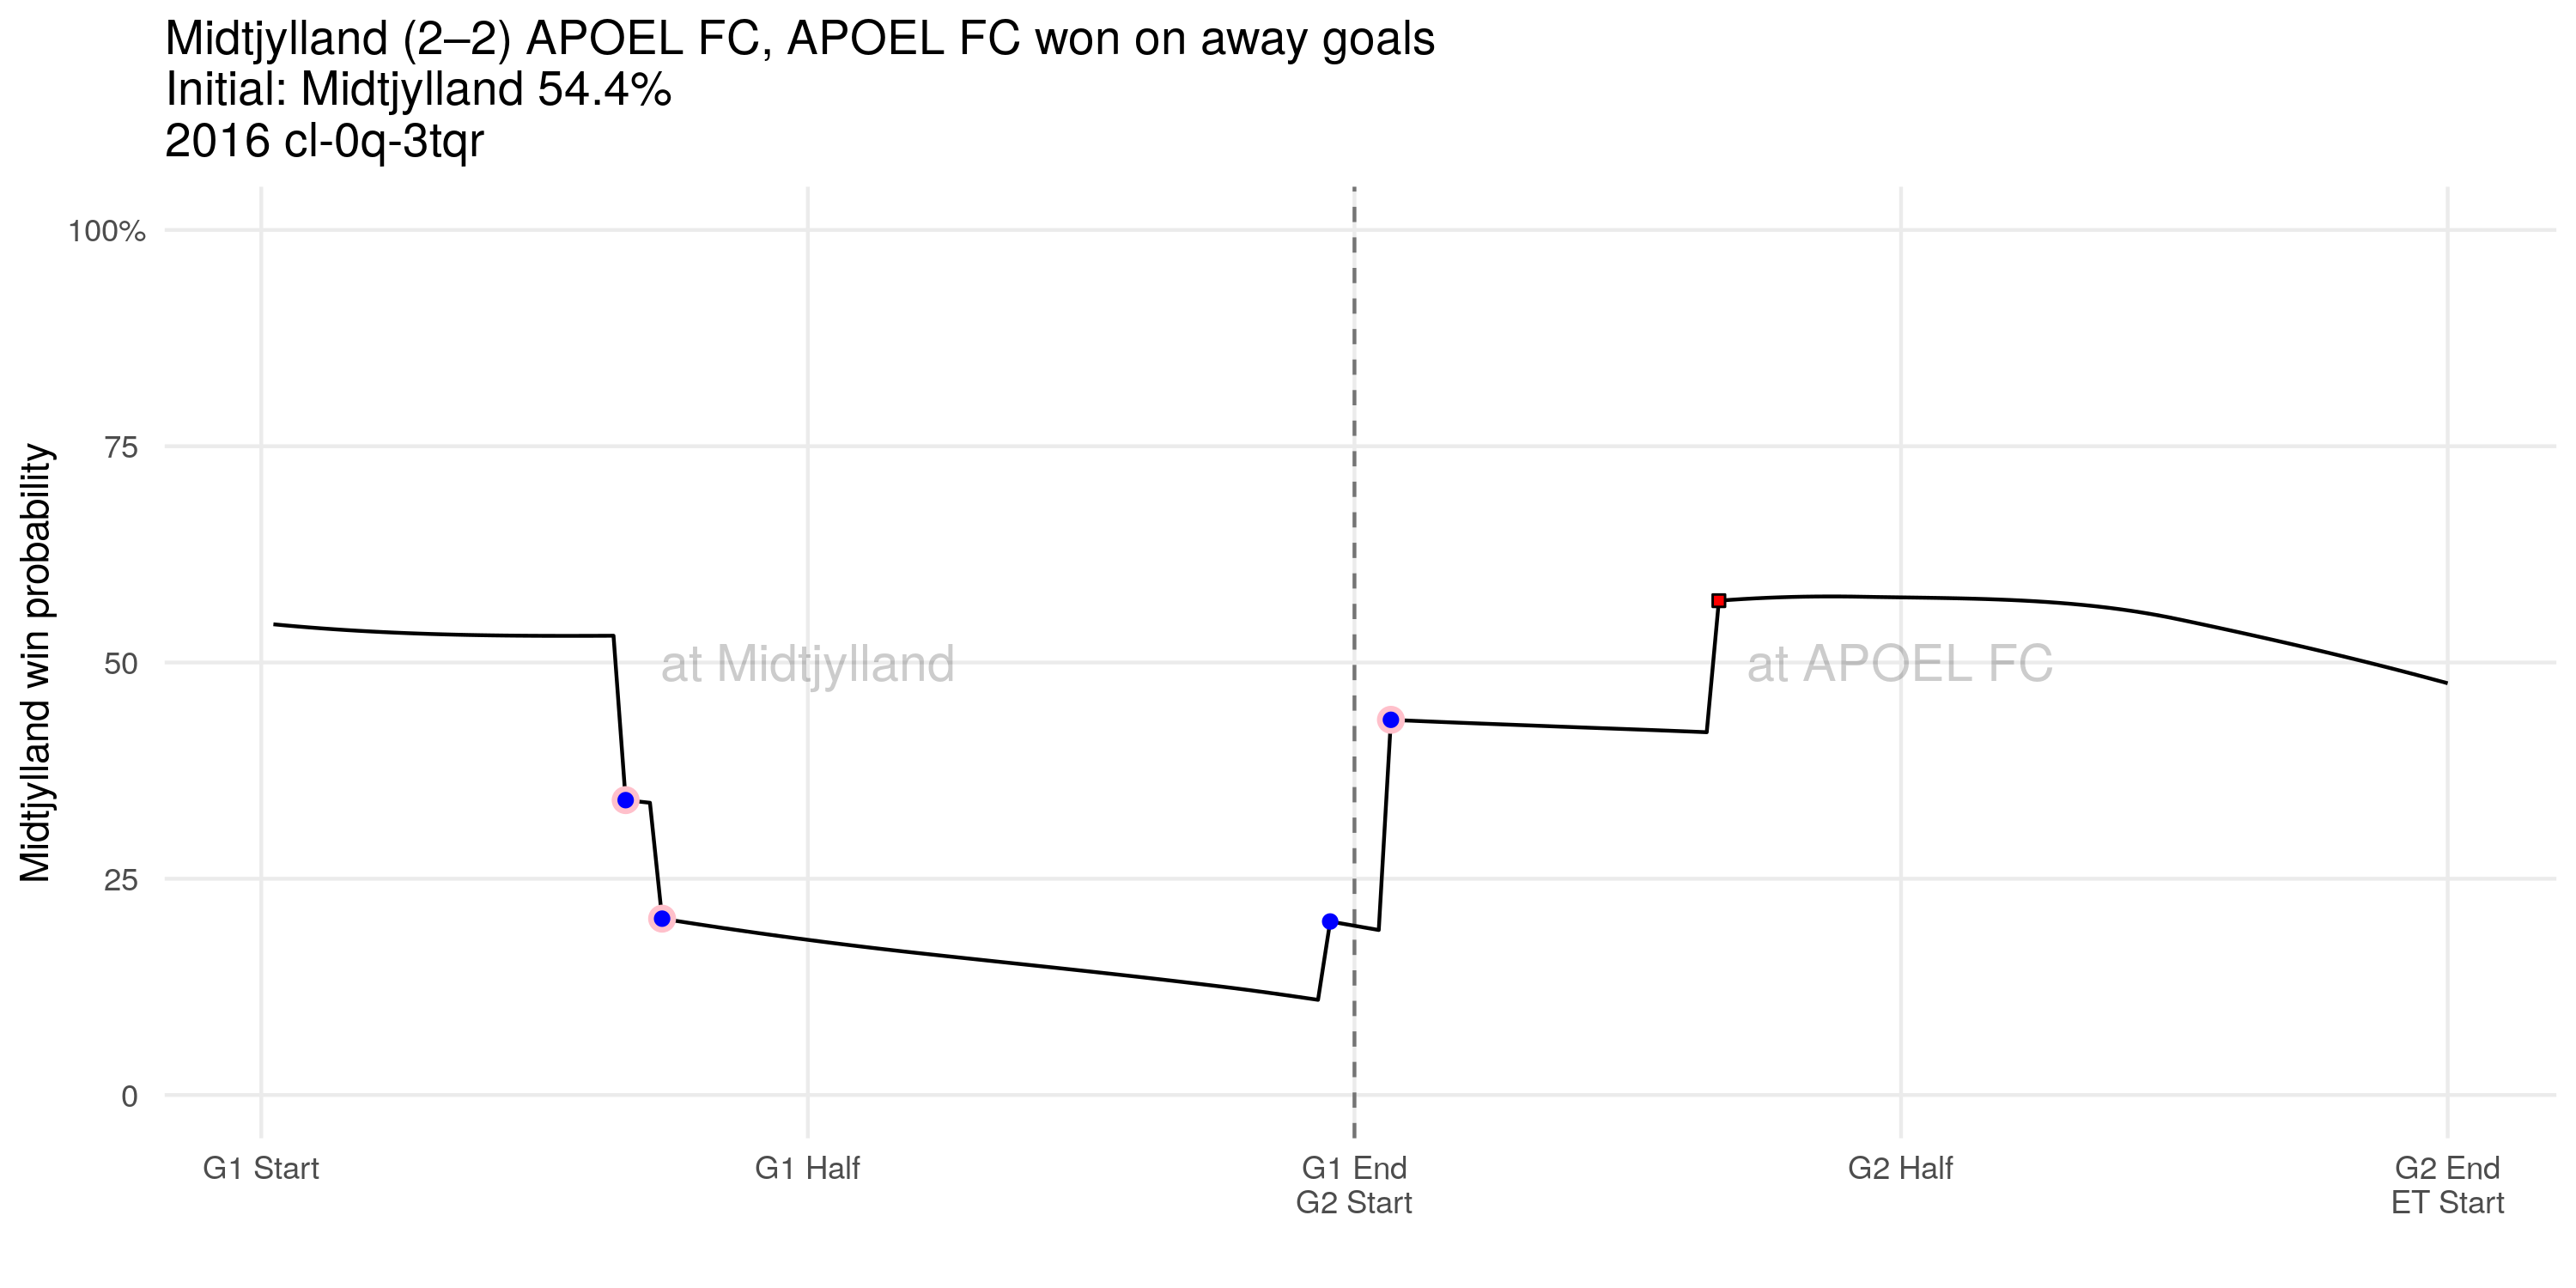 Midtjylland (2–2) APOEL FC, APOEL FC won on away goals
Initial: Midtjylland 54.4%
2016 cl-0q-3tqr
Midtjylland win probability
100%
75
50
25
0
at Midtjylland
at APOEL FC
G1 Start
G1 Half
G1 End
G2 Start
G2 Half
G2 End
ET Start